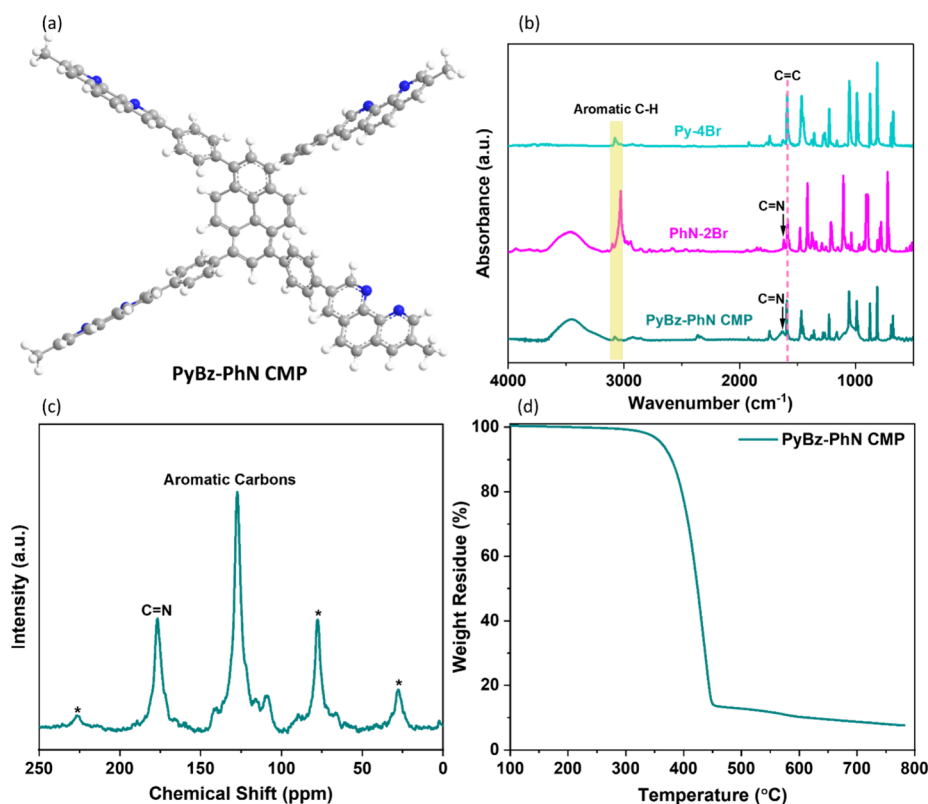 (a)
PyBz-PhN CMP
(b)
C=C
Aromatic C-H
Py-4Br
C=N
PhN-2Br
C=N
PyBz-PhN CMP
Absorbance (a.u.)
4000 3000 2000 1000
Wavenumber (cm⁻¹)
(c)
Aromatic Carbons
C=N
*
*
*
*
Intensity (a.u.)
250 200 150 100 50 0
Chemical Shift (ppm)
(d)
PyBz-PhN CMP
100
80
60
40
20
0
Weight Residue (%)
100 200 300 400 500 600 700 800
Temperature (°C)